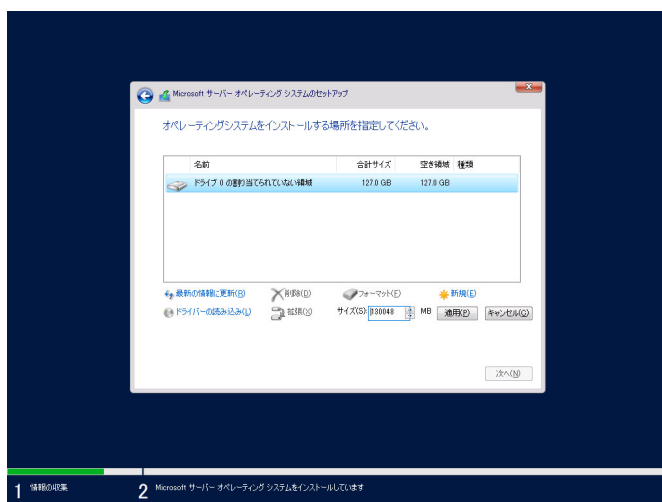 Microsoft サーバー オペレーティング システムのセットアップ
オペレーティングシステムをインストールする場所を指定してください。
名前 合計サイズ 空き領域 種類
ドライブ 0 の割り当てられていない領域 127.0 GB 127.0 GB
最新の情報に更新(R) 削除(D) フォーマット(F) 新規(E)
ドライバーの読み込み(L) 拡張(X) サイズ(S): 130048 MB 適用(P) キャンセル(C)
次へ(N)
1 情報の収集 2 Microsoft サーバー オペレーティング システムをインストールしています